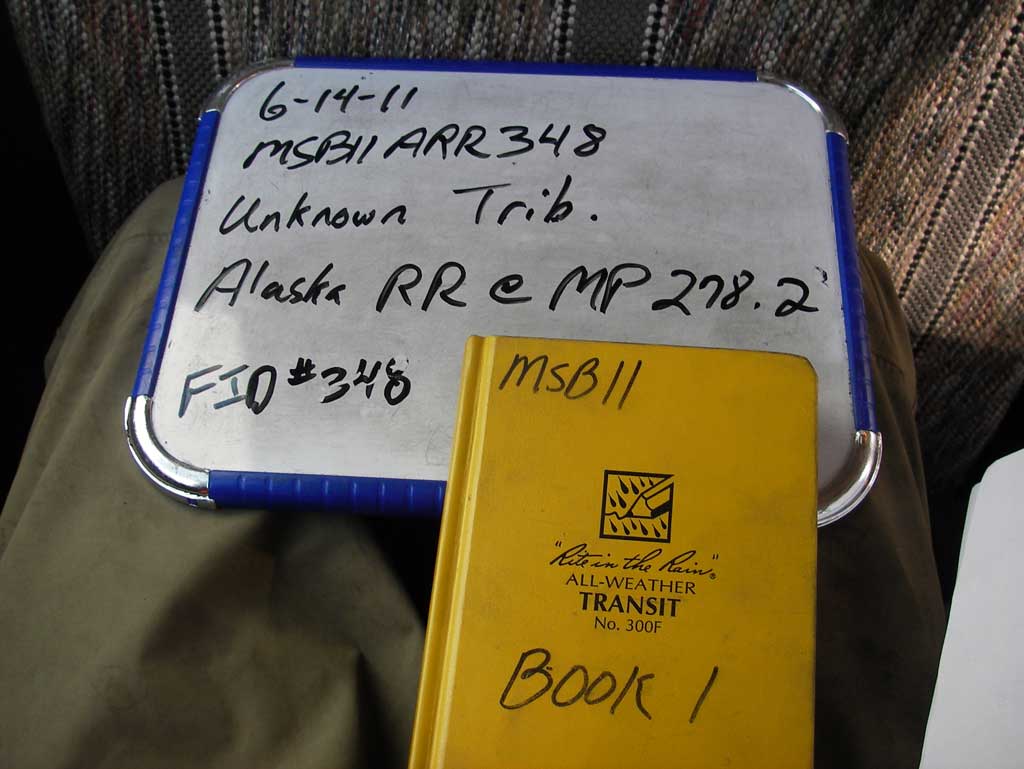 6-14-11
MSB11ARR348
Unknown Trib.
Alaska RR @ MP 278.2
FID #348
MSB11
"Rite in the Rain"®
ALL-WEATHER
TRANSIT
No. 300F
BOOK 1